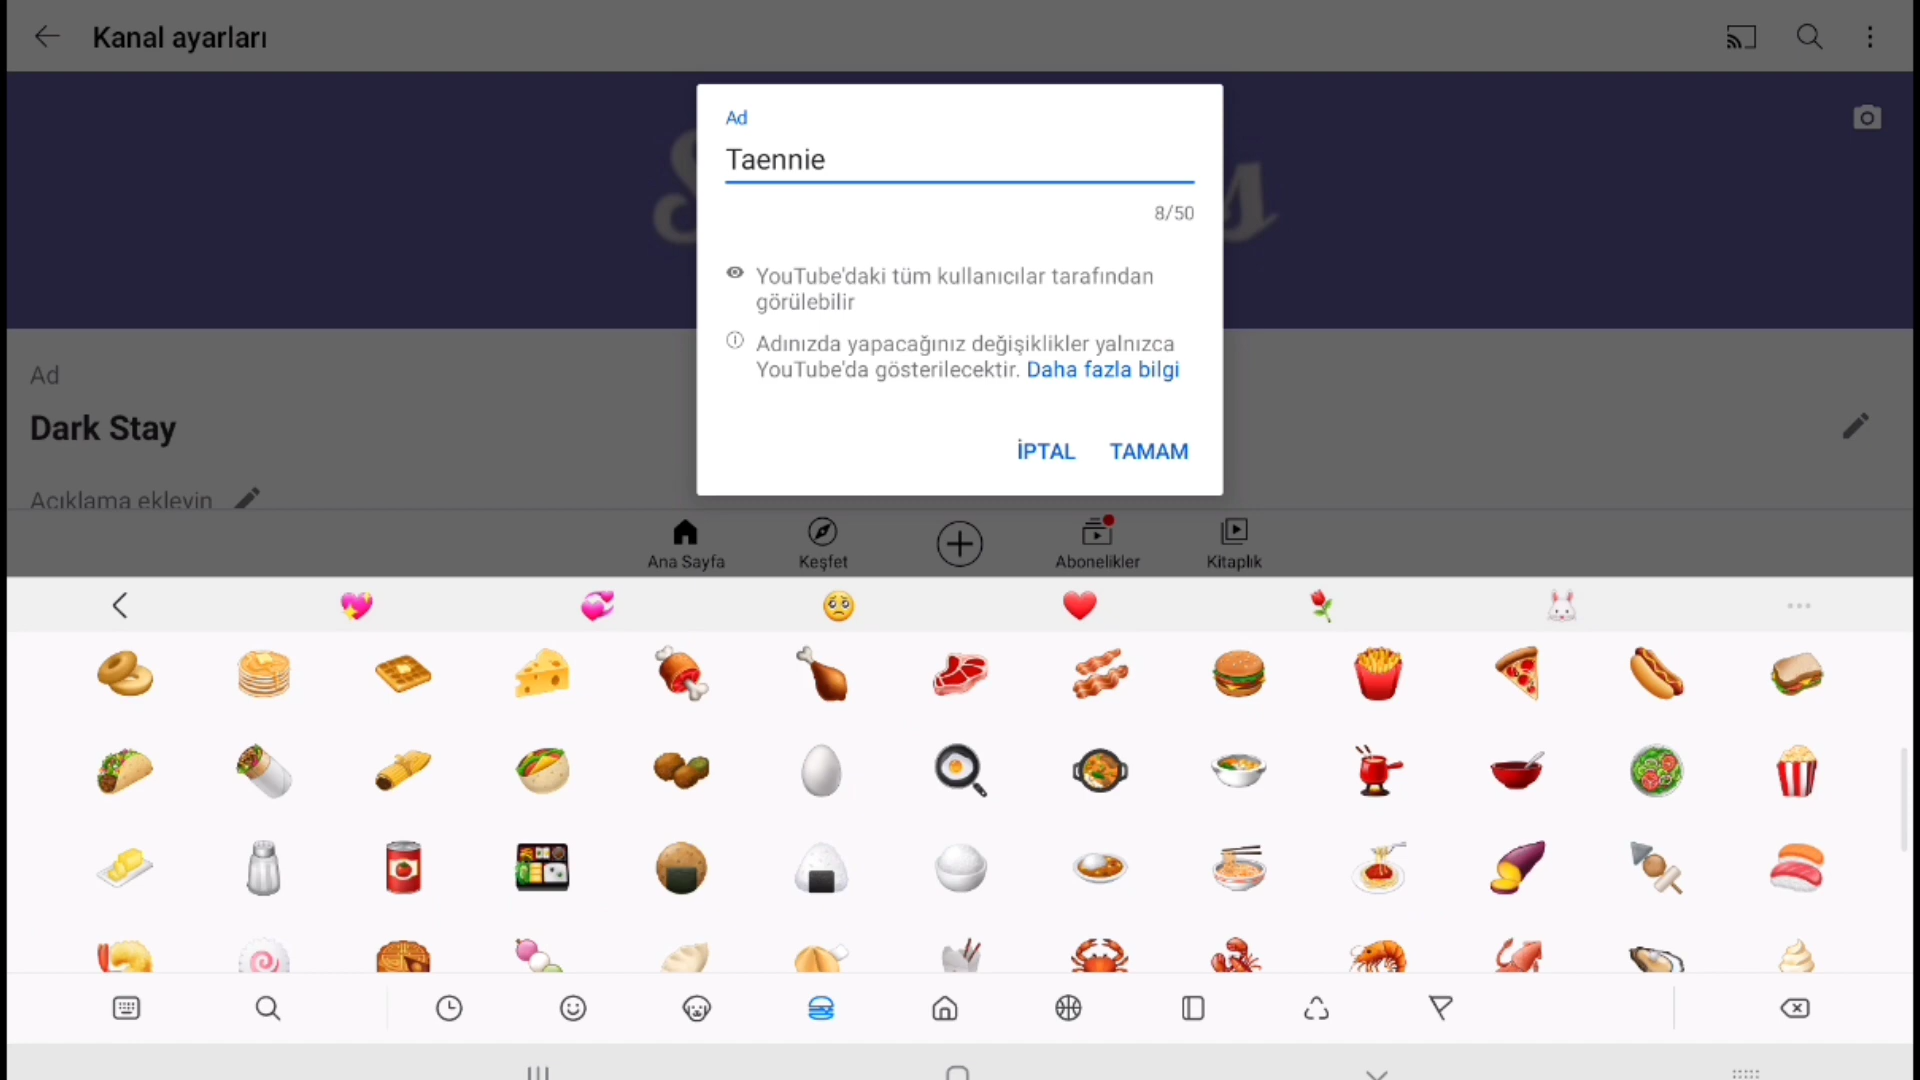 Kanal ayarları
Ad
Taennie
8/50
YouTube'daki tüm kullanıcılar tarafından
görülebilir
Adınızda yapacağınız değişiklikler yalnızca
YouTube'da gösterilecektir. Daha fazla bilgi
İPTAL TAMAM
Ad
Dark Stay
Açıklama ekleyin
Ana Sayfa
Keşfet
Abonelikler
Kitaplık